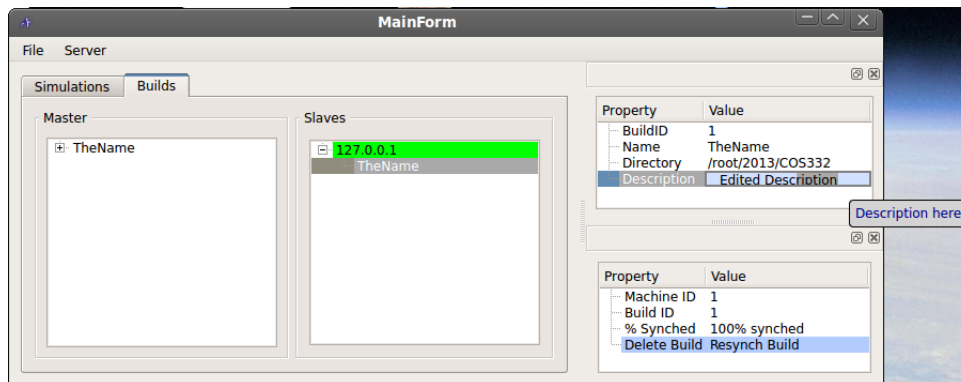 MainForm
File Server
Simulations Builds
Master
TheName
Slaves
127.0.0.1
TheName
Property Value
BuildID 1
Name TheName
Directory /root/2013/COS332
Description Edited Description
Description here
Property Value
Machine ID 1
Build ID 1
% Synched 100% synched
Delete Build Resynch Build